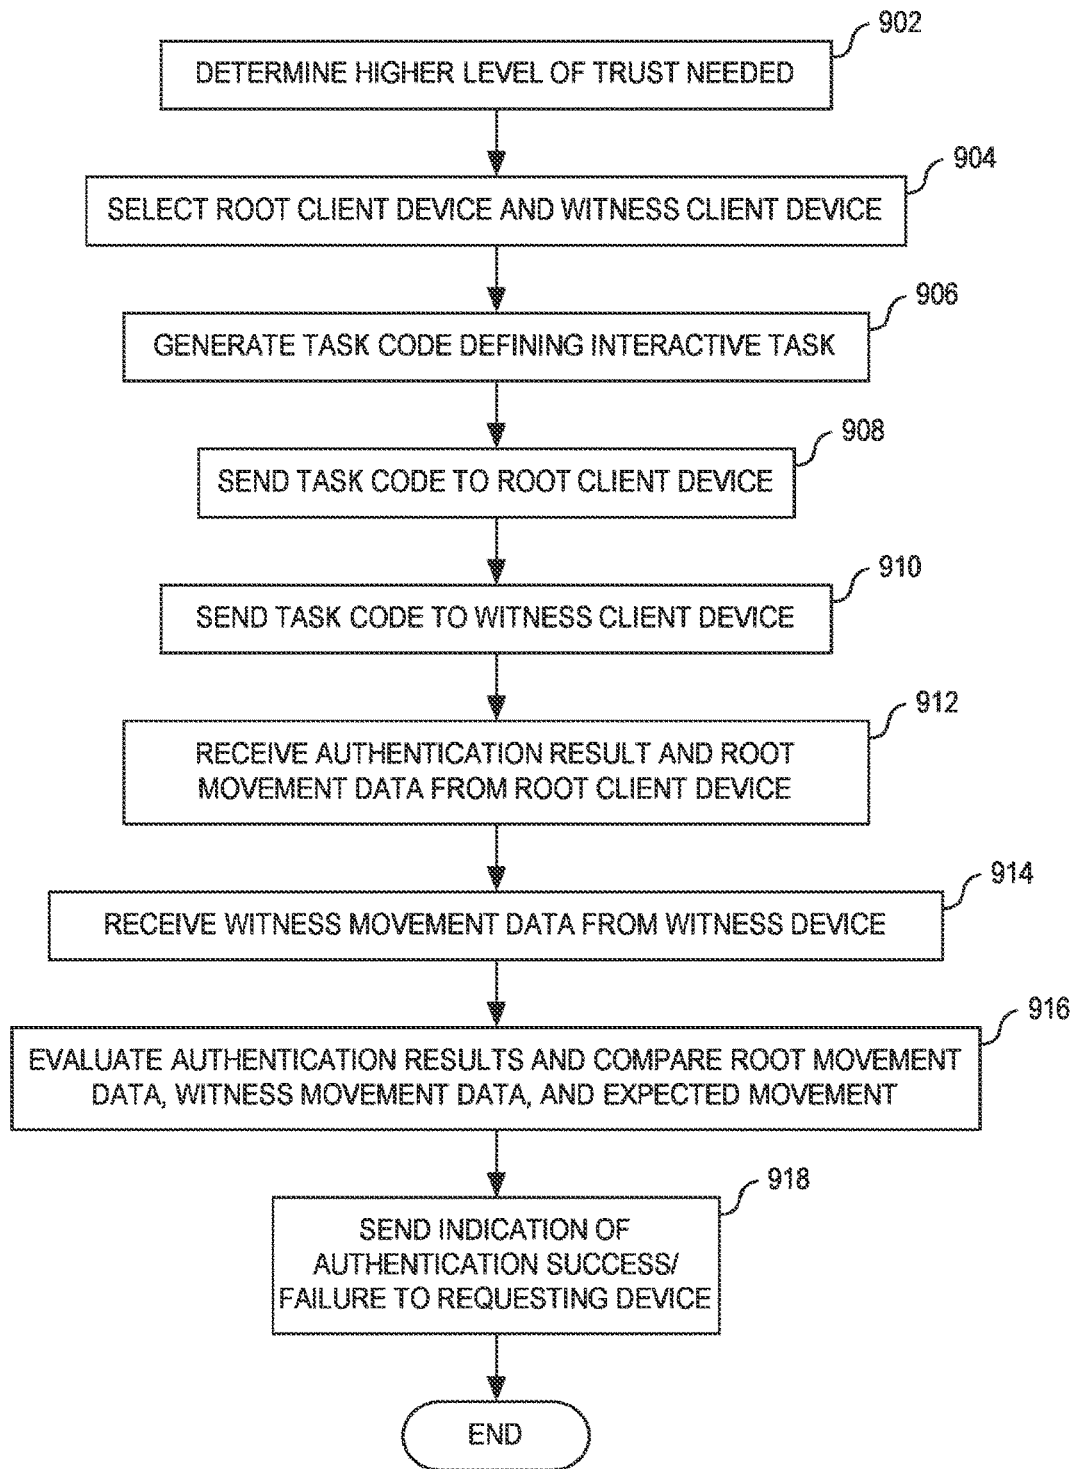 902
DETERMINE HIGHER LEVEL OF TRUST NEEDED
904
SELECT ROOT CLIENT DEVICE AND WITNESS CLIENT DEVICE
906
GENERATE TASK CODE DEFINING INTERACTIVE TASK
908
SEND TASK CODE TO ROOT CLIENT DEVICE
910
SEND TASK CODE TO WITNESS CLIENT DEVICE
912
RECEIVE AUTHENTICATION RESULT AND ROOT
MOVEMENT DATA FROM ROOT CLIENT DEVICE
914
RECEIVE WITNESS MOVEMENT DATA FROM WITNESS DEVICE
916
EVALUATE AUTHENTICATION RESULTS AND COMPARE ROOT MOVEMENT
DATA, WITNESS MOVEMENT DATA, AND EXPECTED MOVEMENT
918
SEND INDICATION OF
AUTHENTICATION SUCCESS/
FAILURE TO REQUESTING DEVICE
END